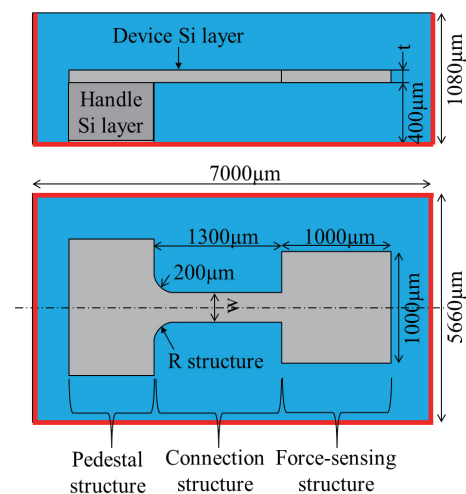 Device Si layer
t
1080μm
Handle
Si layer
400μm
7000μm
1300μm
1000μm
200μm
w
1000μm
5660μm
R structure
Pedestal
structure
Connection
structure
Force-sensing
structure